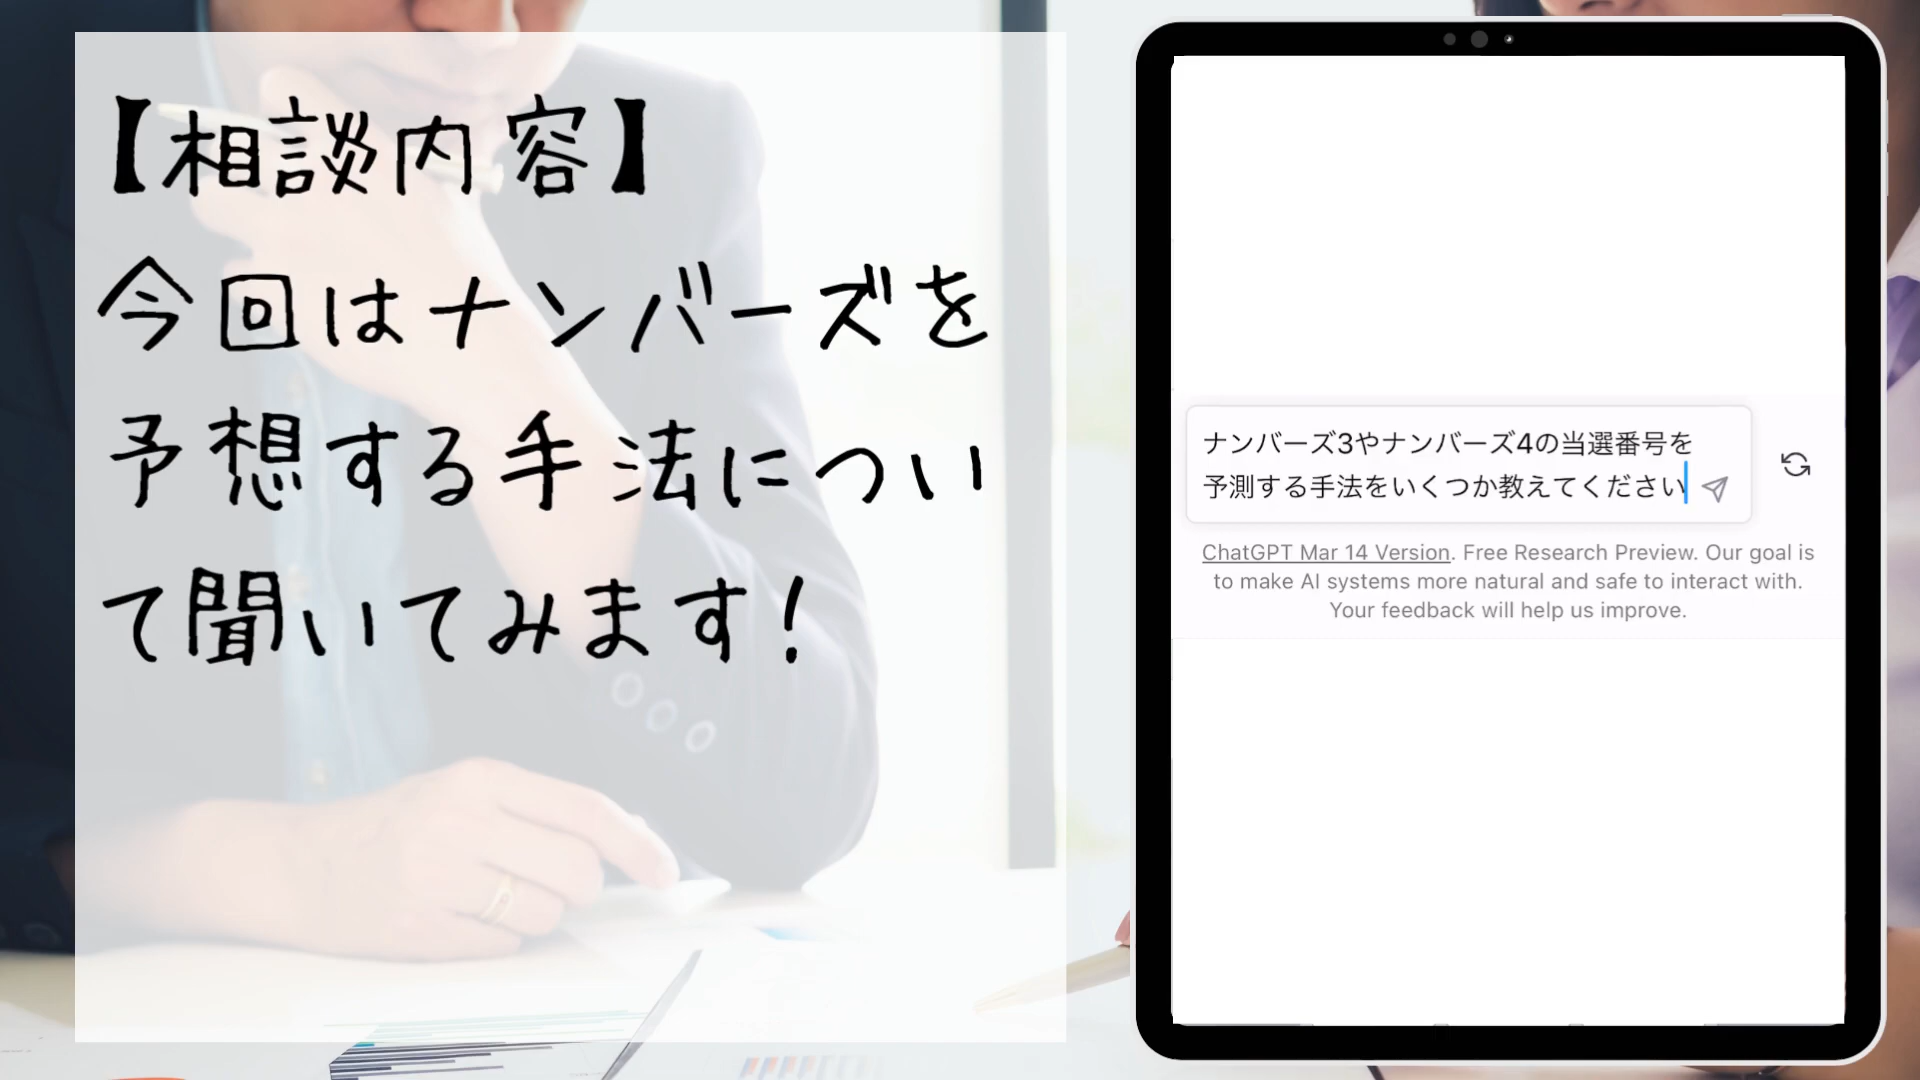 【相談内容】
今回はナンバーズを
予想する手法につい
て聞いてみます!
ナンバーズ3やナンバーズ4の当選番号を
予測する手法をいくつか教えてください
ChatGPT Mar 14 Version. Free Research Preview. Our goal is
to make AI systems more natural and safe to interact with.
Your feedback will help us improve.